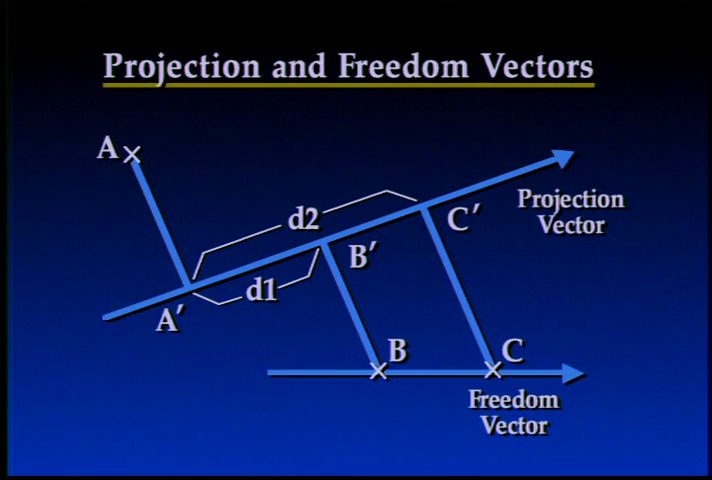 Projection and Freedom Vectors
A
Projection
Vector
d2
C′
B′
d1
A′
B
C
Freedom
Vector